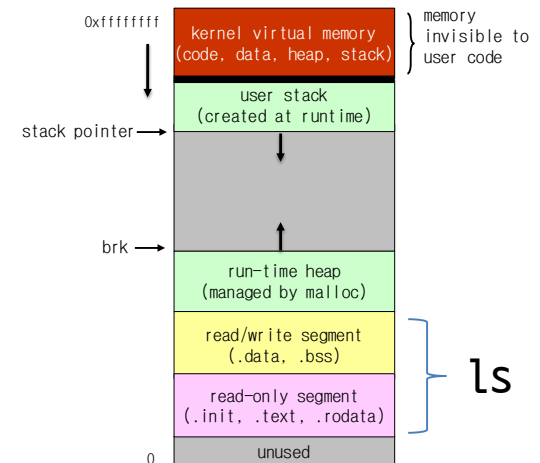 0xffffffff
kernel virtual memory
(code, data, heap, stack)
memory
invisible to
user code
user stack
(created at runtime)
stack pointer
brk
run-time heap
(managed by malloc)
read/write segment
(.data, .bss)
read-only segment
(.init, .text, .rodata)
ls
unused
0